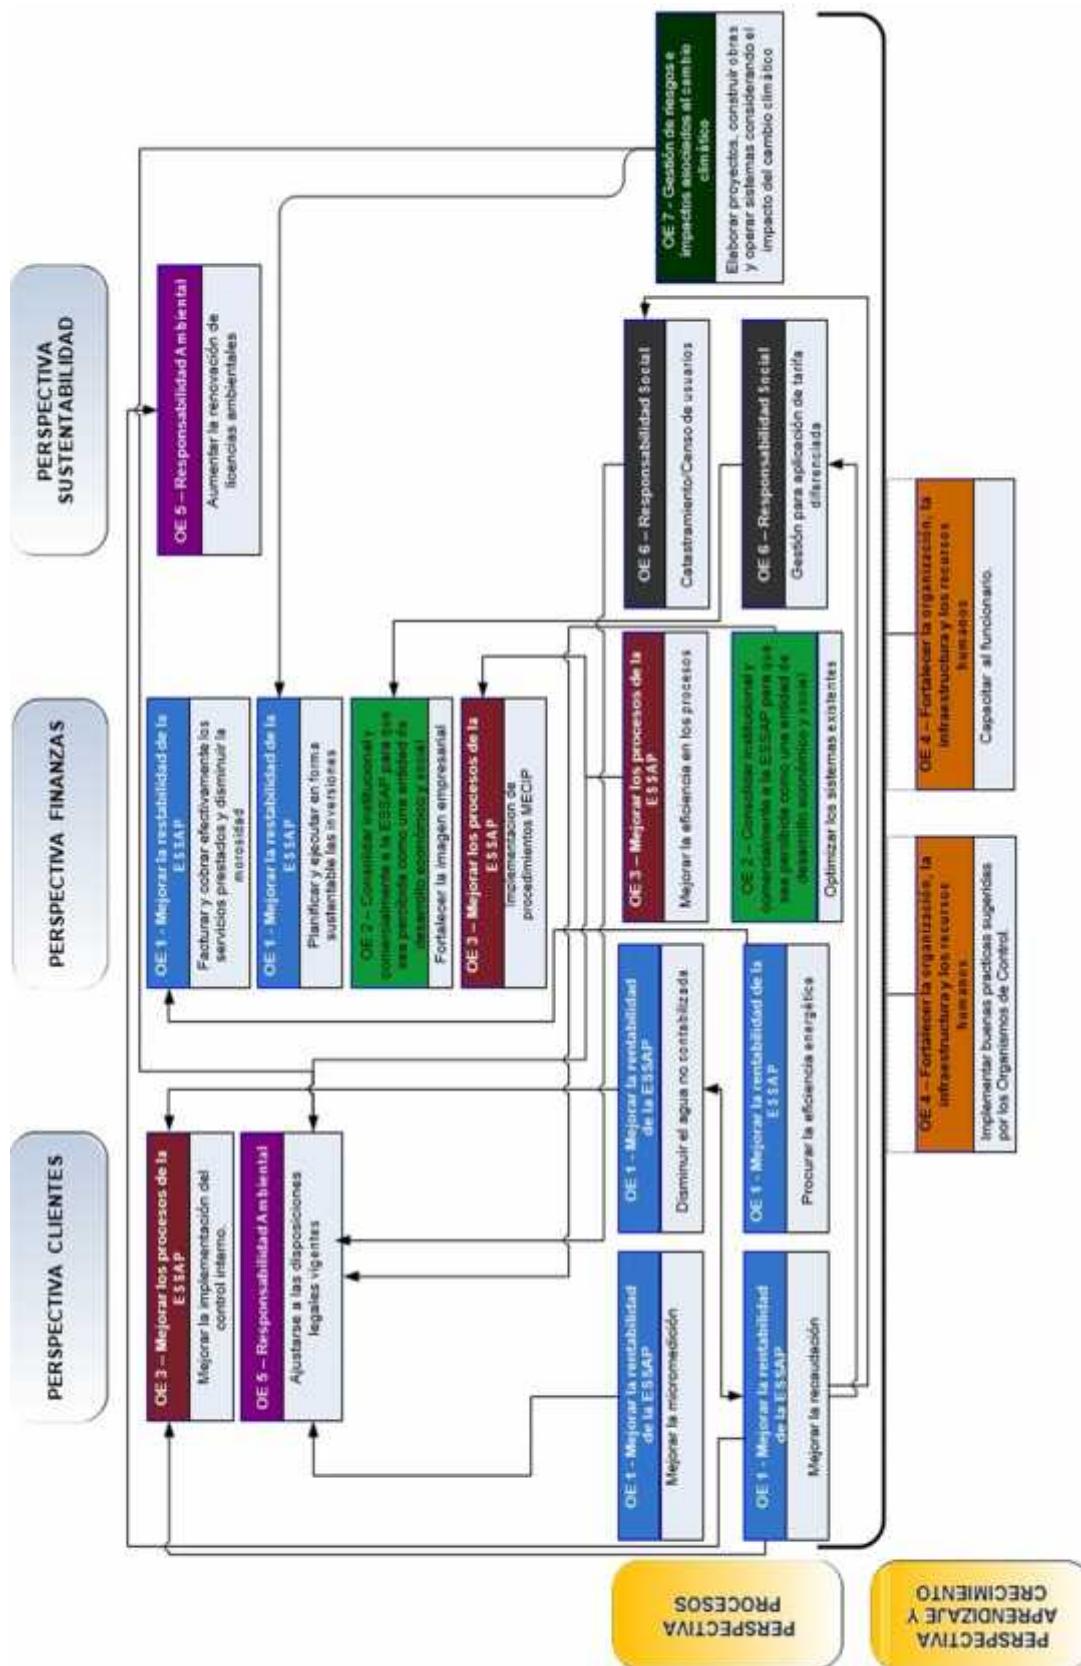 PERSPECTIVA CLIENTES
PERSPECTIVA FINANZAS
PERSPECTIVA
SUSTENTABILIDAD
OE 3 – Mejorar los procesos de la
ESSAP
Mejorar la implementación del
control interno.
OE 5 – Responsabilidad Ambiental
Ajustarse a las disposiciones
legales vigentes
OE 1 - Mejorar la restabilidad de la
ESSAP
Facturar y cobrar efectivamente los
servicios prestados y disminuir la
morosidad
OE 1 - Mejorar la restabilidad de la
ESSAP
Planificar y ejecutar en forma
sustentable las inversiones
OE 2 – Consolidar institucional y
comercialmente a la ESSAP para que
sea percibida como una entidad de
desarrollo económico y social
Fortalecer la imagen empresarial
OE 3 – Mejorar los procesos de la
ESSAP
Implementación de
procedimientos MECIP
OE 5 – Responsabilidad Ambiental
Aumentar la renovación de
licencias ambientales
PERSPECTIVA
PROCESOS
OE 1 - Mejorar la rentabilidad
de la ESSAP
Mejorar la micromedición
OE 1 - Mejorar la rentabilidad
de la ESSAP
Disminuir el agua no contabilizada
OE 3 – Mejorar los procesos de la
ESSAP
Mejorar la eficiencia en los procesos
OE 6 – Responsabilidad Social
Catastramiento/Censo de usuarios
OE 7 - Gestión de riesgos e
impactos asociados al cambio
climático
Elaborar proyectos, construir obras
y operar sistemas considerando el
impacto del cambio climático
OE 1 - Mejorar la rentabilidad
de la ESSAP
Mejorar la recaudación
OE 1 - Mejorar la rentabilidad de la
ESSAP
Procurar la eficiencia energética
OE 2 – Consolidar institucional y
comercialmente a la ESSAP para que
sea percibida como una entidad de
desarrollo económico y social
Optimizar los sistemas existentes
OE 6 – Responsabilidad Social
Gestión para aplicación de tarifa
diferenciada
PERSPECTIVA
APRENDIZAJE Y
CRECIMIENTO
OE 4 – Fortalecer la organización, la
infraestructura y los recursos
humanos
Implementar buenas practicas sugeridas
por los Organismos de Control.
OE 4 – Fortalecer la organización, la
infraestructura y los recursos
humanos
Capacitar al funcionario.